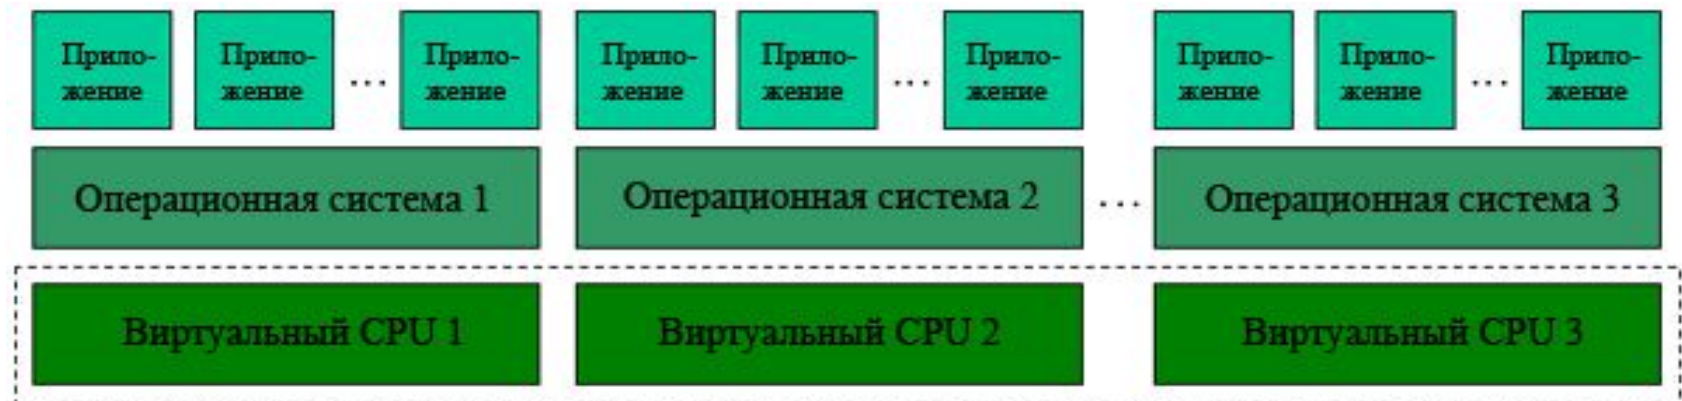 Прило-
жение
Прило-
жение
...
Прило-
жение
Прило-
жение
Прило-
жение
...
Прило-
жение
Прило-
жение
Прило-
жение
...
Прило-
жение
Операционная система 1
Операционная система 2
...
Операционная система 3
Виртуальный CPU 1
Виртуальный CPU 2
Виртуальный CPU 3